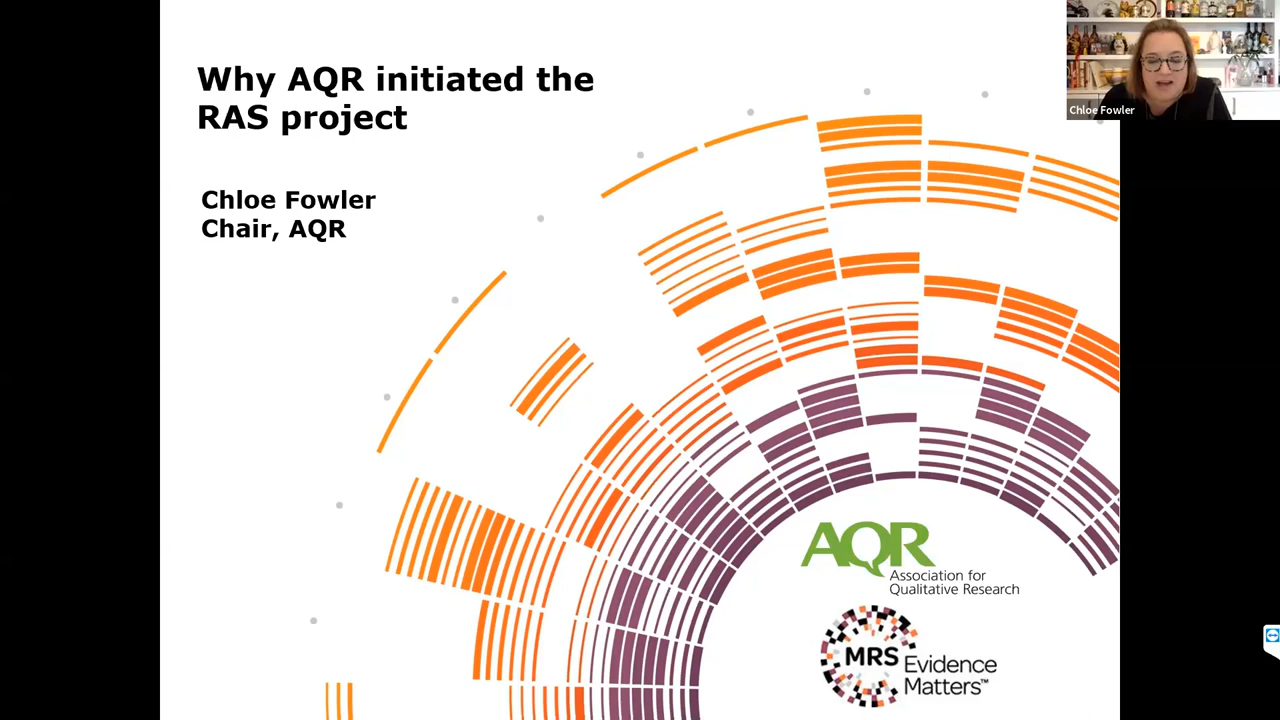 Why AQR initiated the
RAS project
Chloe Fowler
Chair, AQR
Chloe Fowler
AQR
Association for
Qualitative Research
MRS Evidence
Matters™